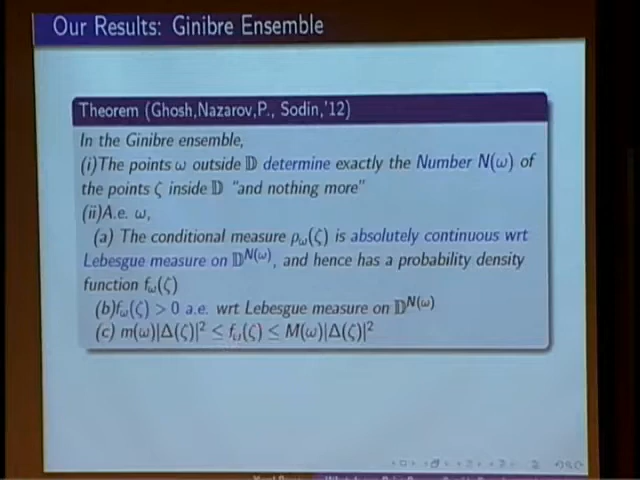 Our Results: Ginibre Ensemble
Theorem (Ghosh,Nazarov,P., Sodin,'12)
In the Ginibre ensemble,
(i)The points ω outside 𝔻 determine exactly the Number N(ω) of
the points ζ inside 𝔻 "and nothing more"
(ii)A.e. ω,
(a) The conditional measure ρ_ω(ζ) is absolutely continuous wrt
Lebesgue measure on 𝔻^{N(ω)}, and hence has a probability density
function f_ω(ζ)
(b)f_ω(ζ) > 0 a.e. wrt Lebesgue measure on 𝔻^{N(ω)}
(c) m(ω)|Δ(ζ)|² ≤ f_ω(ζ) ≤ M(ω)|Δ(ζ)|²